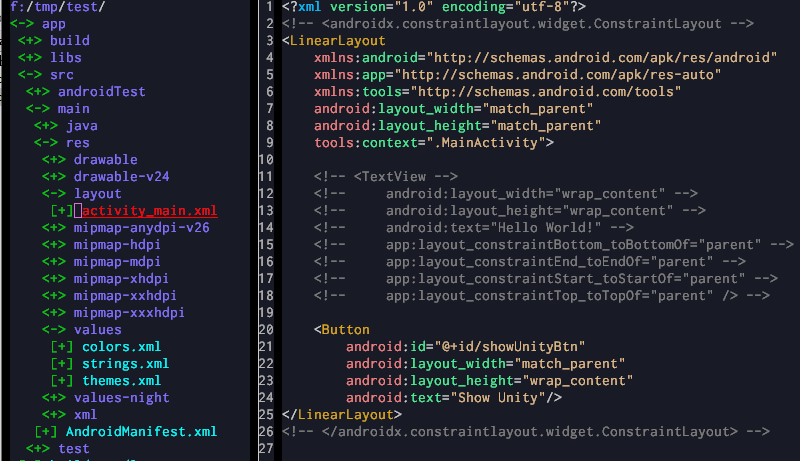 f:/tmp/test/
<-> app
<+> build
<+> libs
<-> src
<+> androidTest
<-> main
<+> java
<-> res
<+> drawable
<+> drawable-v24
<-> layout
[+] activity_main.xml
<+> mipmap-anydpi-v26
<+> mipmap-hdpi
<+> mipmap-mdpi
<+> mipmap-xhdpi
<+> mipmap-xxhdpi
<+> mipmap-xxxhdpi
<-> values
[+] colors.xml
[+] strings.xml
[+] themes.xml
<+> values-night
<+> xml
[+] AndroidManifest.xml
<+> test
1 <?xml version="1.0" encoding="utf-8"?>
2 <!-- <androidx.constraintlayout.widget.ConstraintLayout -->
3 <LinearLayout
4     xmlns:android="http://schemas.android.com/apk/res/android"
5     xmlns:app="http://schemas.android.com/apk/res-auto"
6     xmlns:tools="http://schemas.android.com/tools"
7     android:layout_width="match_parent"
8     android:layout_height="match_parent"
9     tools:context=".MainActivity">
10
11     <!-- <TextView -->
12     <!--     android:layout_width="wrap_content" -->
13     <!--     android:layout_height="wrap_content" -->
14     <!--     android:text="Hello World!" -->
15     <!--     app:layout_constraintBottom_toBottomOf="parent" -->
16     <!--     app:layout_constraintEnd_toEndOf="parent" -->
17     <!--     app:layout_constraintStart_toStartOf="parent" -->
18     <!--     app:layout_constraintTop_toTopOf="parent" /> -->
19
20     <Button
21         android:id="@+id/showUnityBtn"
22         android:layout_width="match_parent"
23         android:layout_height="wrap_content"
24         android:text="Show Unity"/>
25 </LinearLayout>
26 <!-- </androidx.constraintlayout.widget.ConstraintLayout> -->
27